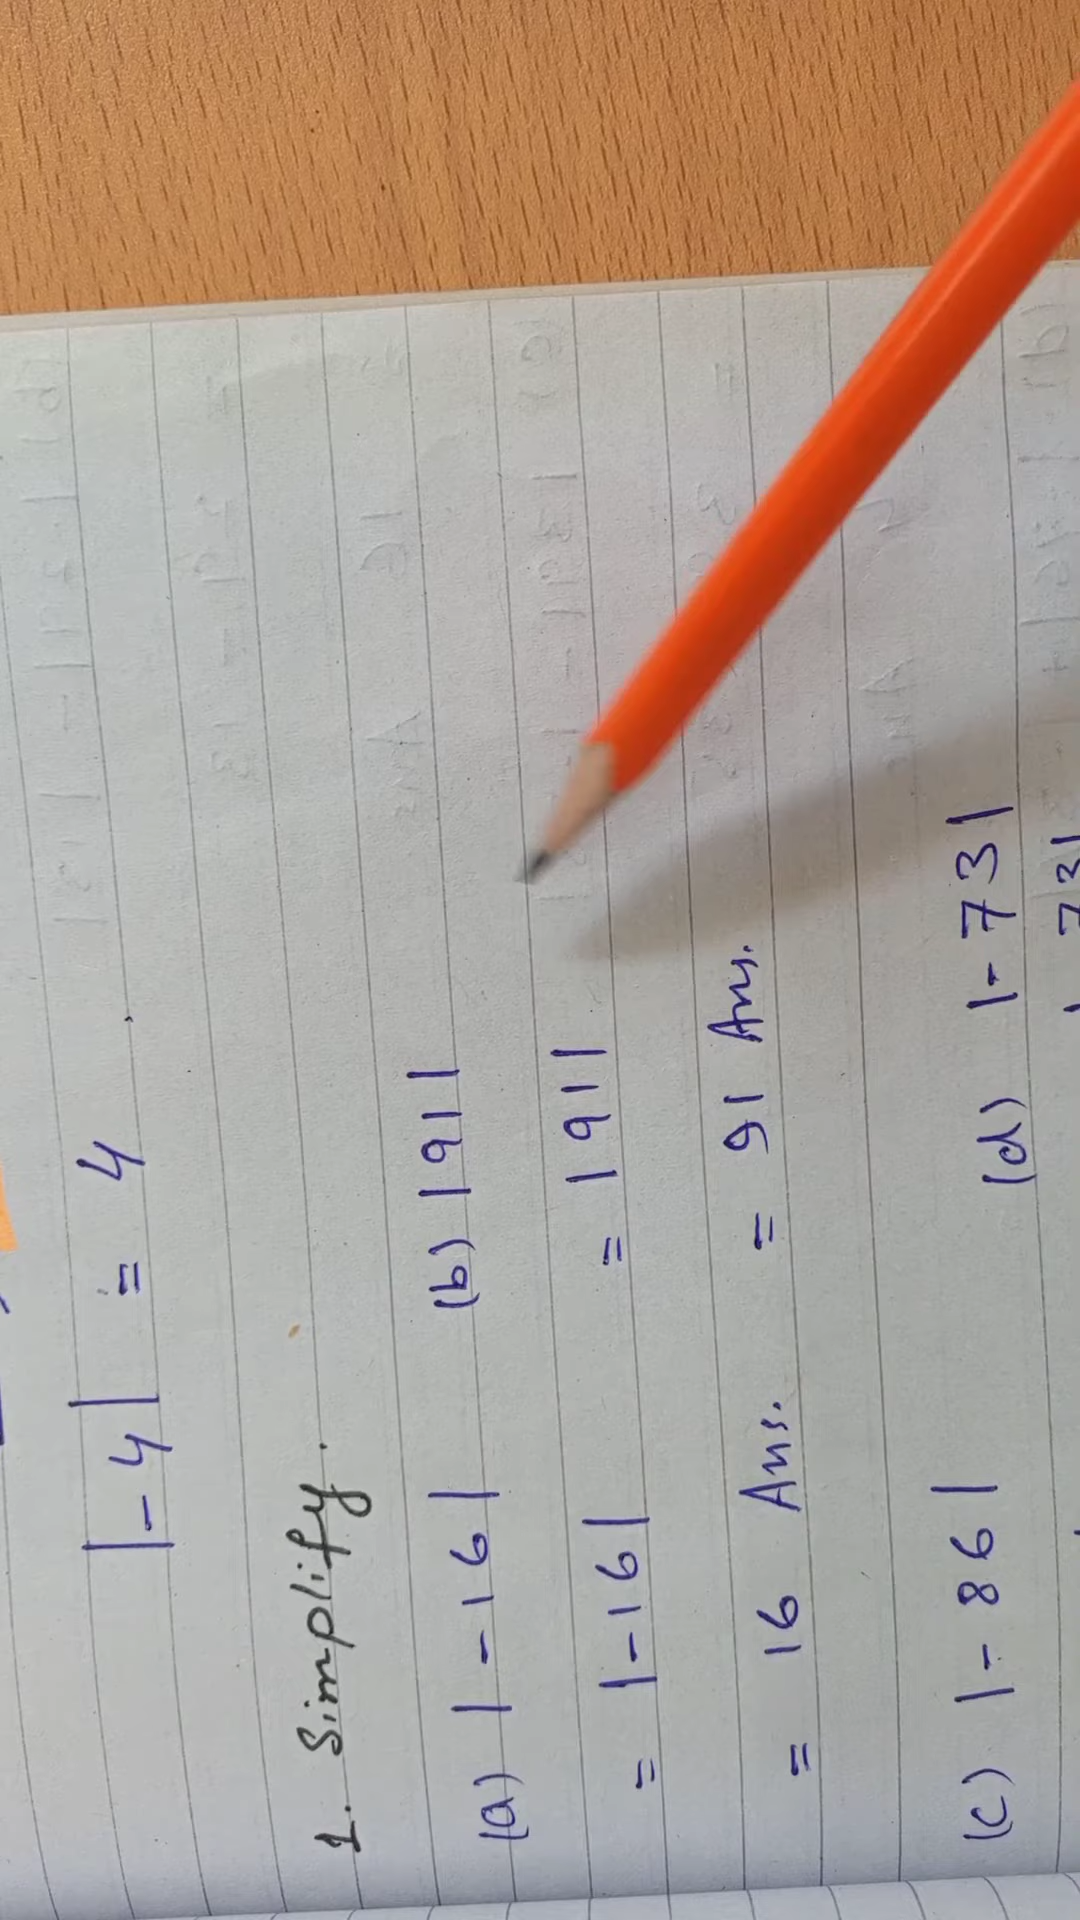 |-4| = 4
1. Simplify.
(a) |-16| (b) |91|
= |-16| = |91|
= 16 Ans. = 91 Ans.
(c) |-86| (d) |-73|